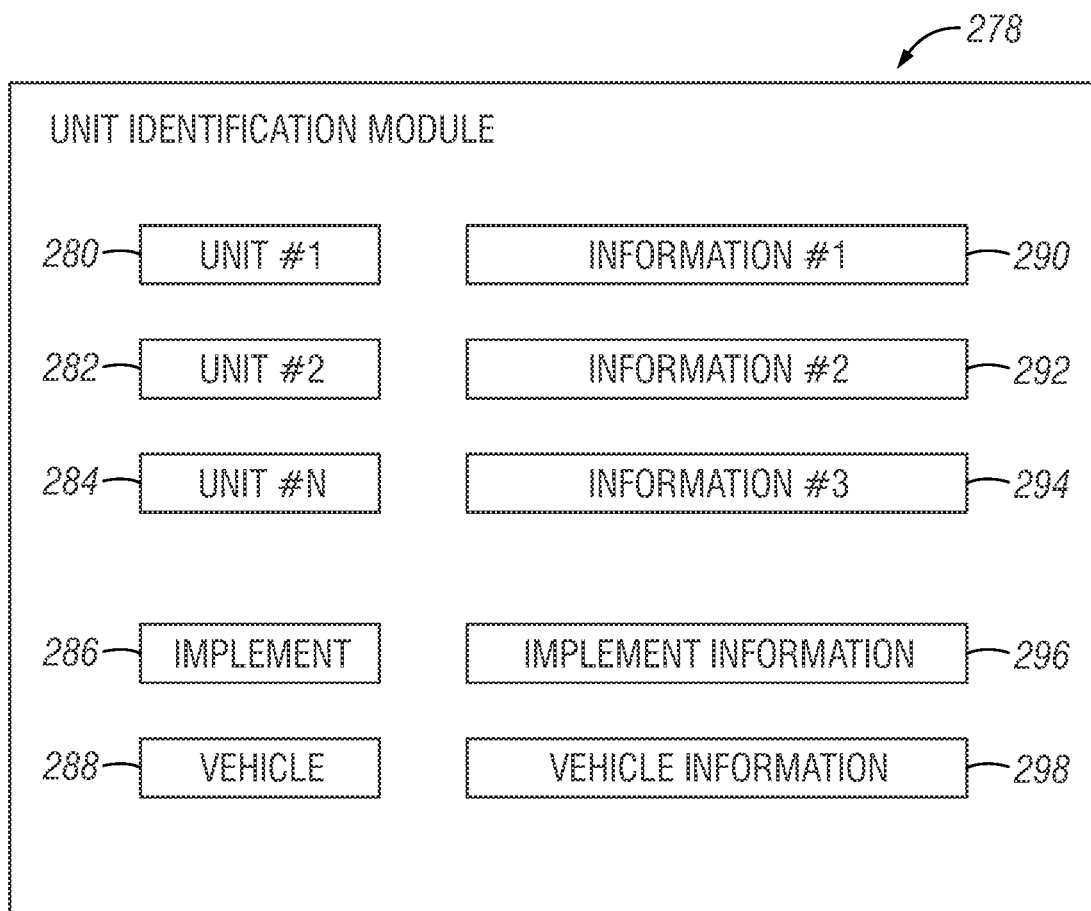 278
UNIT IDENTIFICATION MODULE
280 UNIT #1 INFORMATION #1 290
282 UNIT #2 INFORMATION #2 292
284 UNIT #N INFORMATION #3 294
286 IMPLEMENT IMPLEMENT INFORMATION 296
288 VEHICLE VEHICLE INFORMATION 298